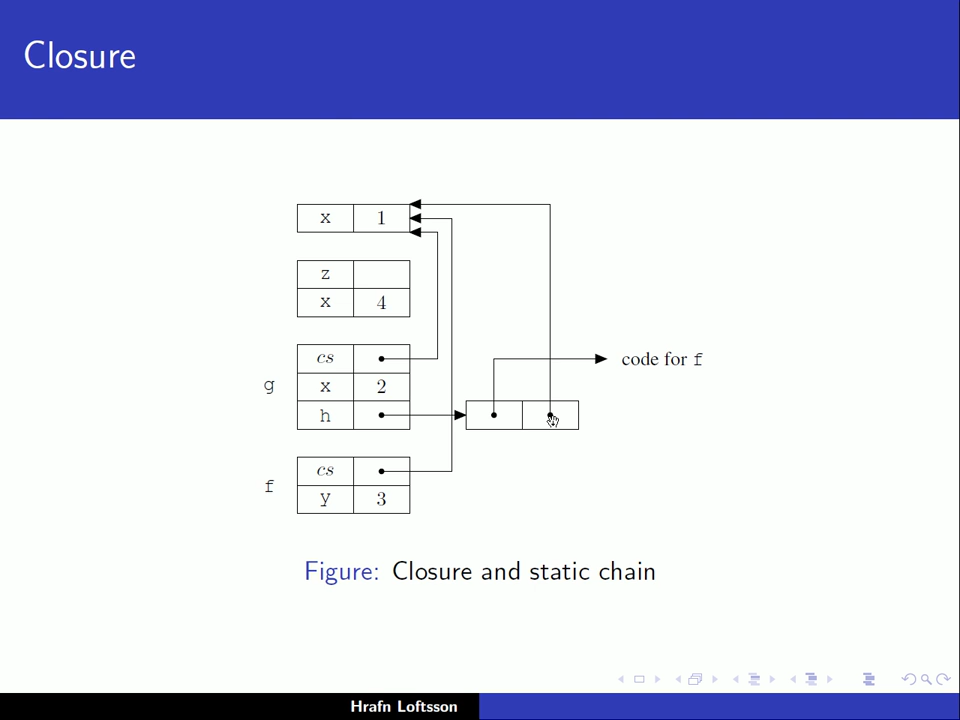 Closure
x 1
z
x 4
cs
g x 2
h
code for f
cs
f y 3
Figure: Closure and static chain
Hrafn Loftsson